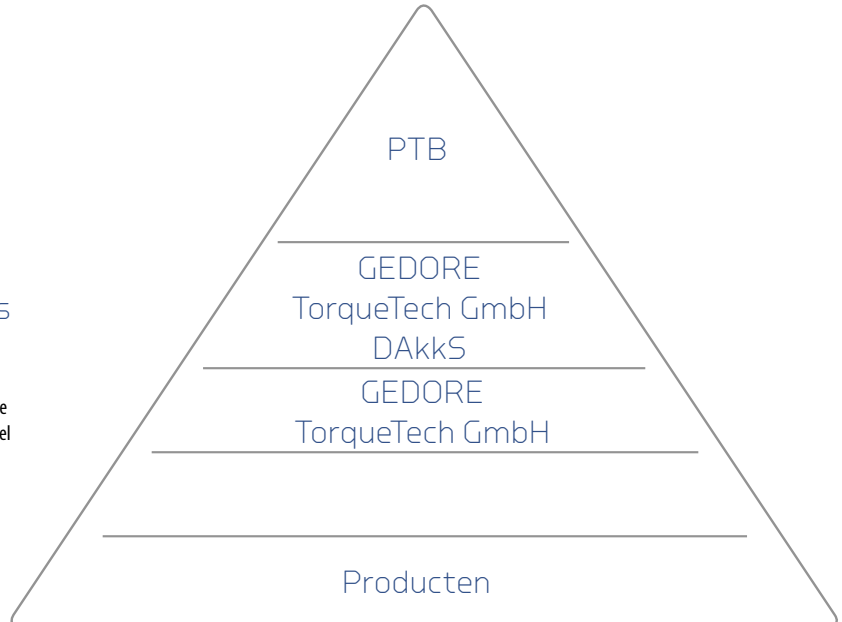 PTB
GEDORE
TorqueTech GmbH
DAkkS
GEDORE
TorqueTech GmbH
Producten